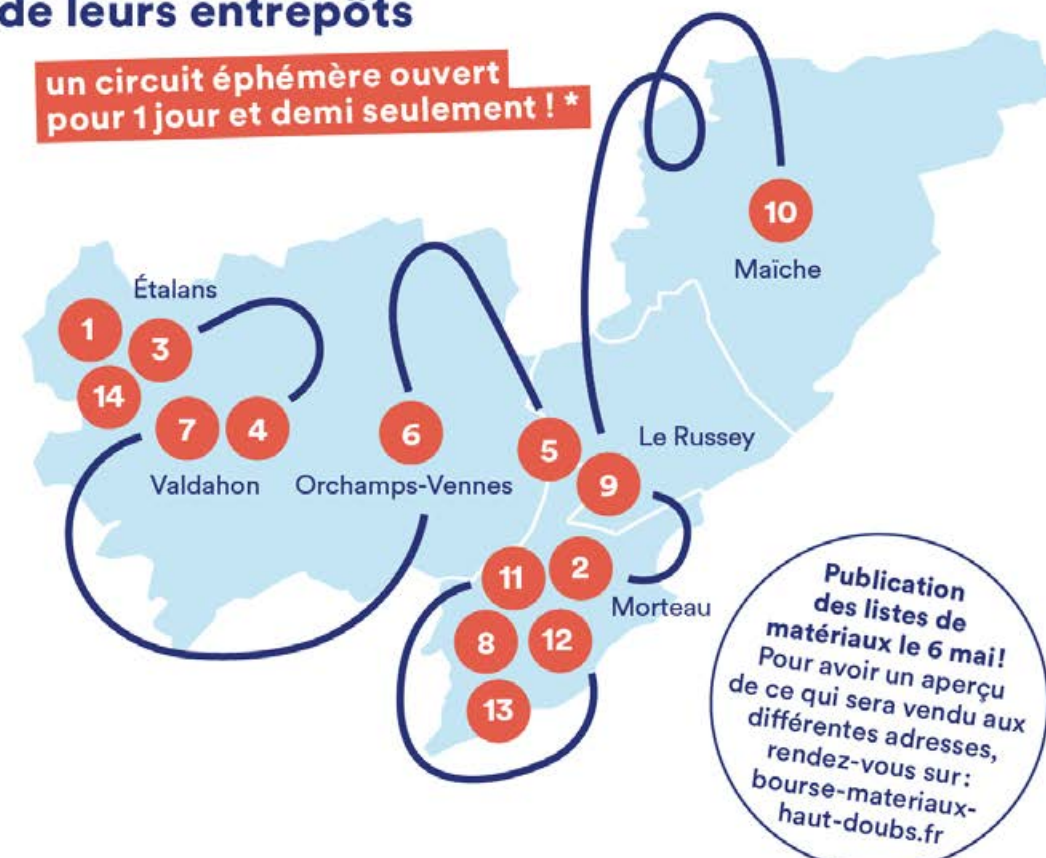 de leurs entrepôts
un circuit éphémère ouvert
pour 1 jour et demi seulement ! *
10
Maïche
Étalans
1
3
14
7
4
Valdahon
6
Orchamps-Vennes
5
Le Russey
9
11
2
Morteau
8
12
13
Publication
des listes de
matériaux le 6 mai !
Pour avoir un aperçu
de ce qui sera vendu aux
différentes adresses,
rendez-vous sur :
bourse-materiaux-
haut-doubs.fr